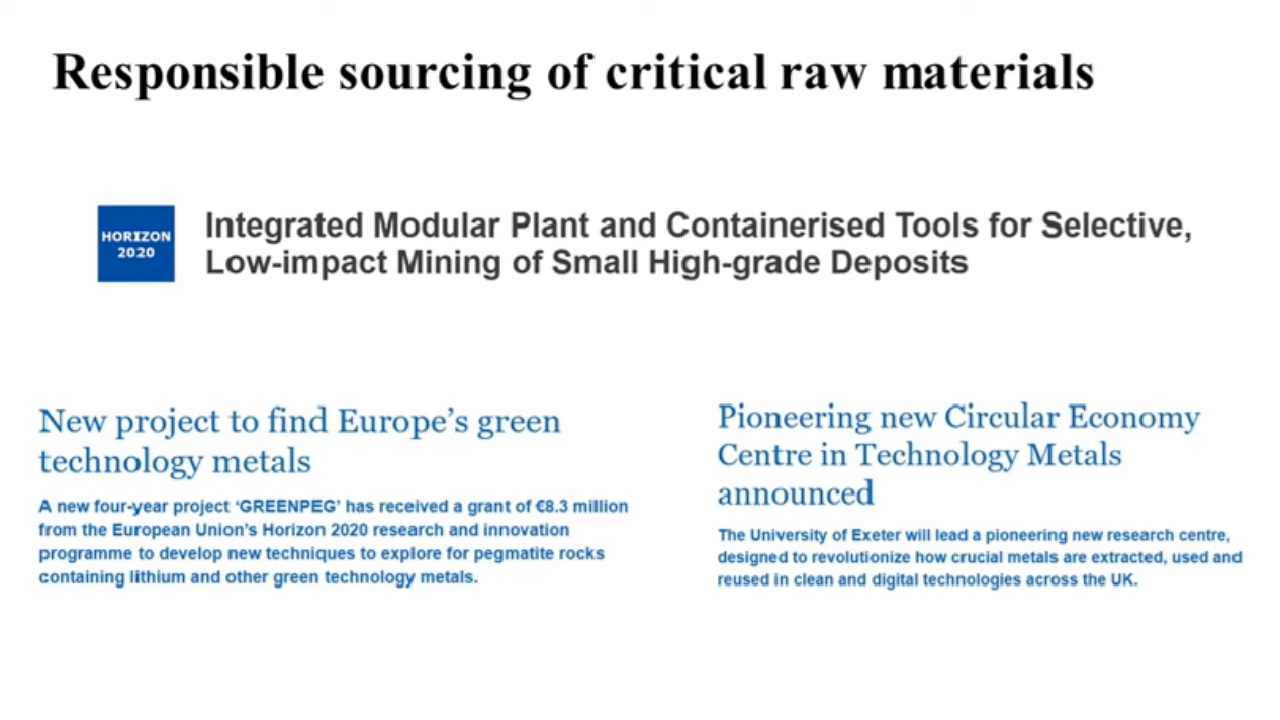 Responsible sourcing of critical raw materials
HORIZON
2020
Integrated Modular Plant and Containerised Tools for Selective,
Low-impact Mining of Small High-grade Deposits
New project to find Europe’s green
technology metals
A new four-year project ‘GREENPEG’ has received a grant of €8.3 million
from the European Union’s Horizon 2020 research and innovation
programme to develop new techniques to explore for pegmatite rocks
containing lithium and other green technology metals.
Pioneering new Circular Economy
Centre in Technology Metals
announced
The University of Exeter will lead a pioneering new research centre,
designed to revolutionize how crucial metals are extracted, used and
reused in clean and digital technologies across the UK.